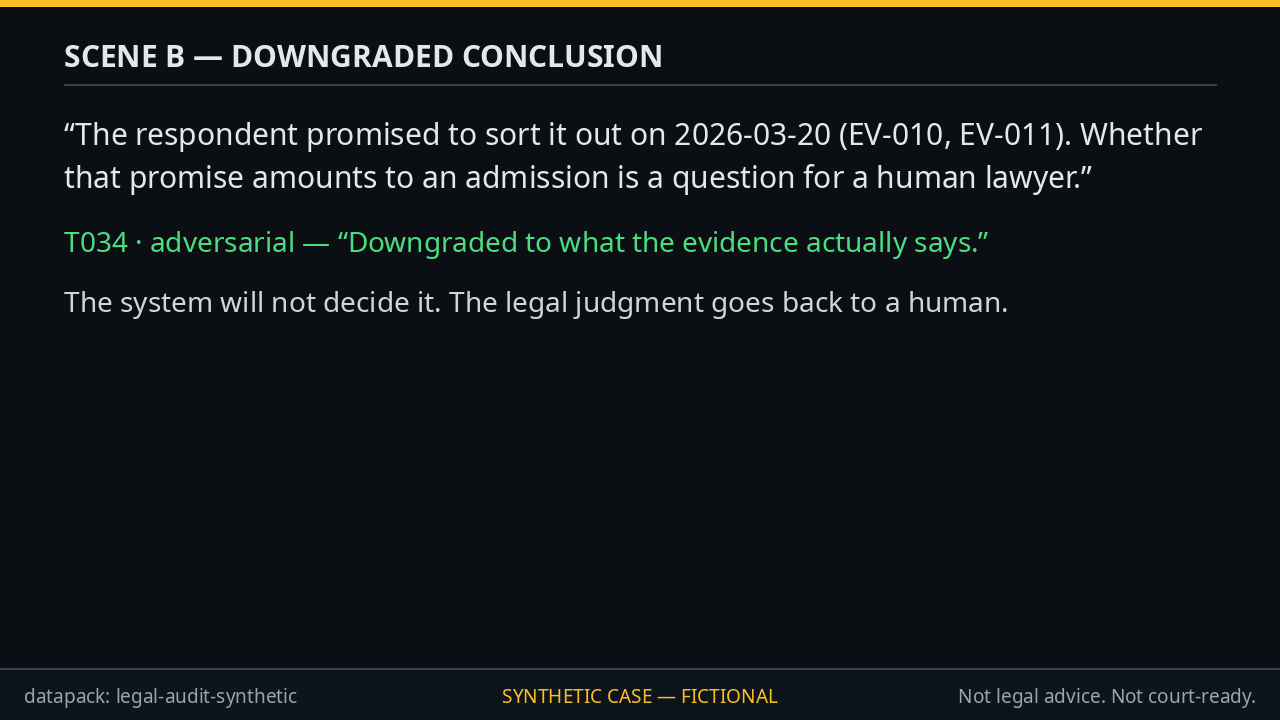 SCENE B — DOWNGRADED CONCLUSION
“The respondent promised to sort it out on 2026-03-20 (EV-010, EV-011). Whether
that promise amounts to an admission is a question for a human lawyer.”
T034 · adversarial — “Downgraded to what the evidence actually says.”
The system will not decide it. The legal judgment goes back to a human.
datapack: legal-audit-synthetic
SYNTHETIC CASE — FICTIONAL
Not legal advice. Not court-ready.